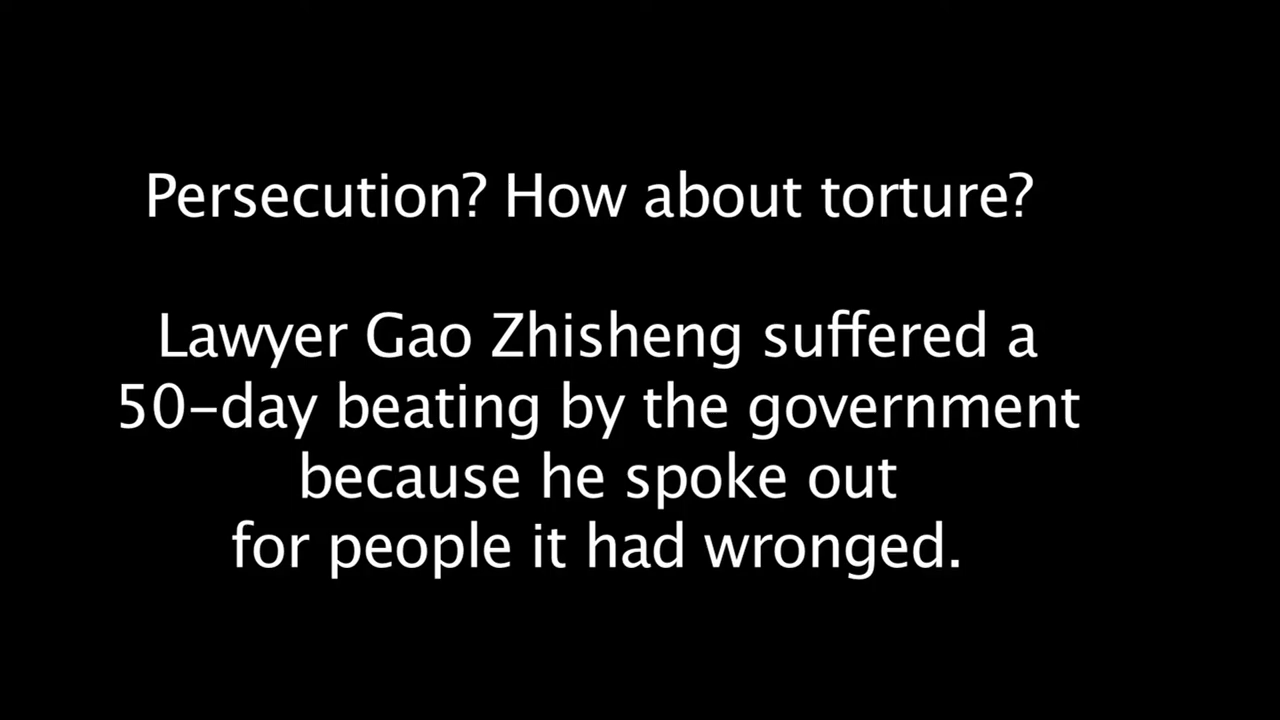 Persecution? How about torture?
Lawyer Gao Zhisheng suffered a
50-day beating by the government
because he spoke out
for people it had wronged.